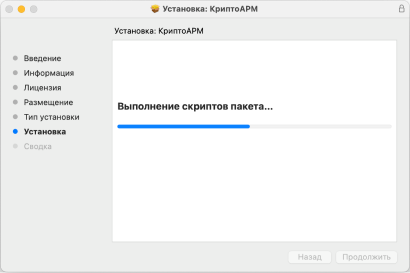 Установка: КриптоАРМ
Установка: КриптоАРМ
Введение
Информация
Лицензия
Размещение
Тип установки
Установка
Сводка
Выполнение скриптов пакета...
Назад
Продолжить